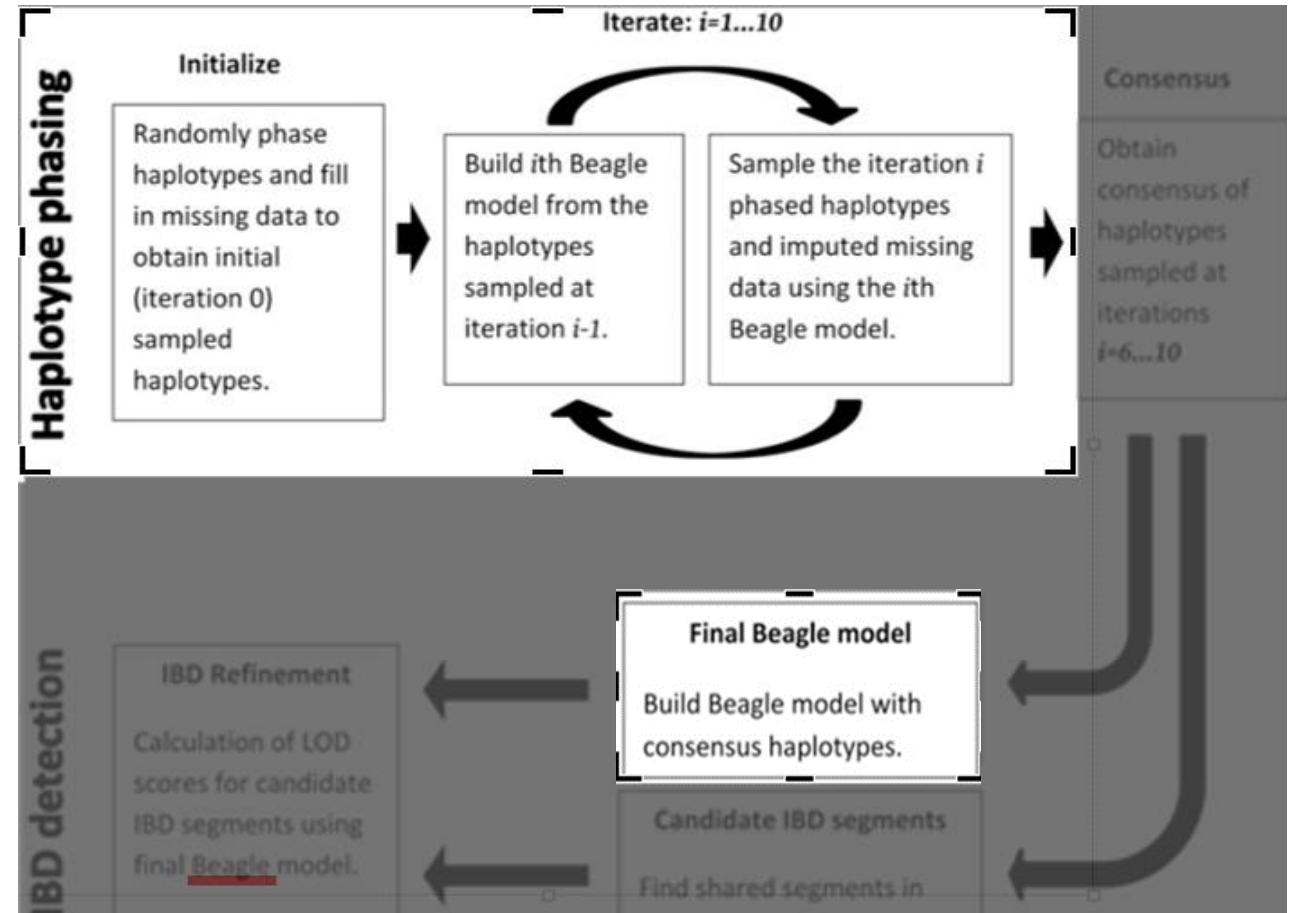 Haplotype phasing
Initialize
Randomly phase
haplotypes and fill
in missing data to
obtain initial
(iteration 0)
sampled
haplotypes.
Iterate: i=1...10
Build ith Beagle
model from the
haplotypes
sampled at
iteration i-1.
Sample the iteration i
phased haplotypes
and imputed missing
data using the ith
Beagle model.
Consensus
Obtain
consensus of
haplotypes
sampled at
iterations
i=6...10
IBD detection
IBD Refinement
Calculation of LOD
scores for candidate
IBD segments using
final Beagle model.
Final Beagle model
Build Beagle model with
consensus haplotypes.
Candidate IBD segments
Find shared segments in